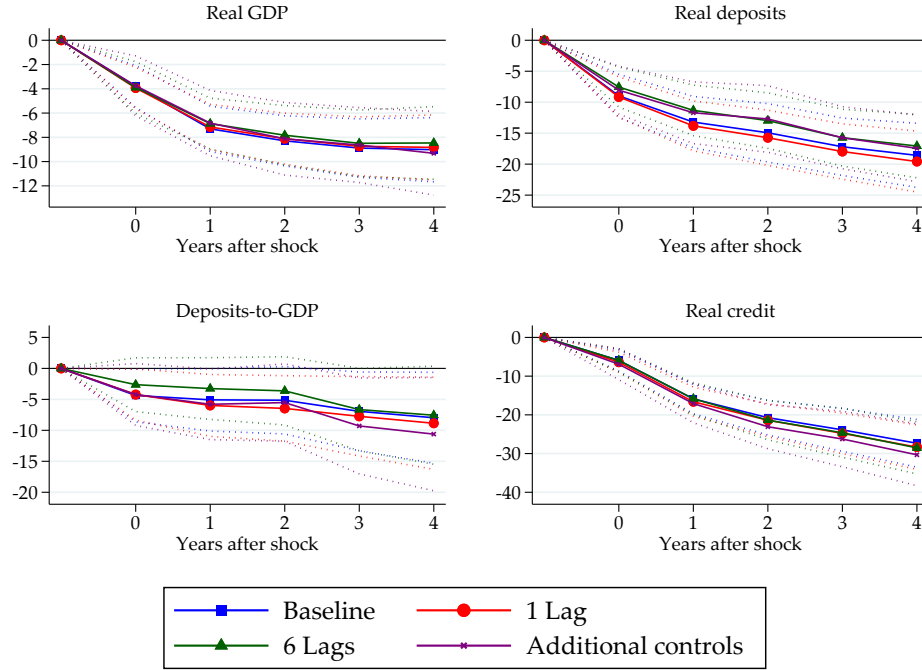 Real GDP
0
-2
-4
-6
-8
-10
-12
0 1 2 3 4
Years after shock
Real deposits
0
-5
-10
-15
-20
-25
0 1 2 3 4
Years after shock
Deposits-to-GDP
5
0
-5
-10
-15
-20
0 1 2 3 4
Years after shock
Real credit
0
-10
-20
-30
-40
0 1 2 3 4
Years after shock
Baseline 1 Lag
6 Lags Additional controls